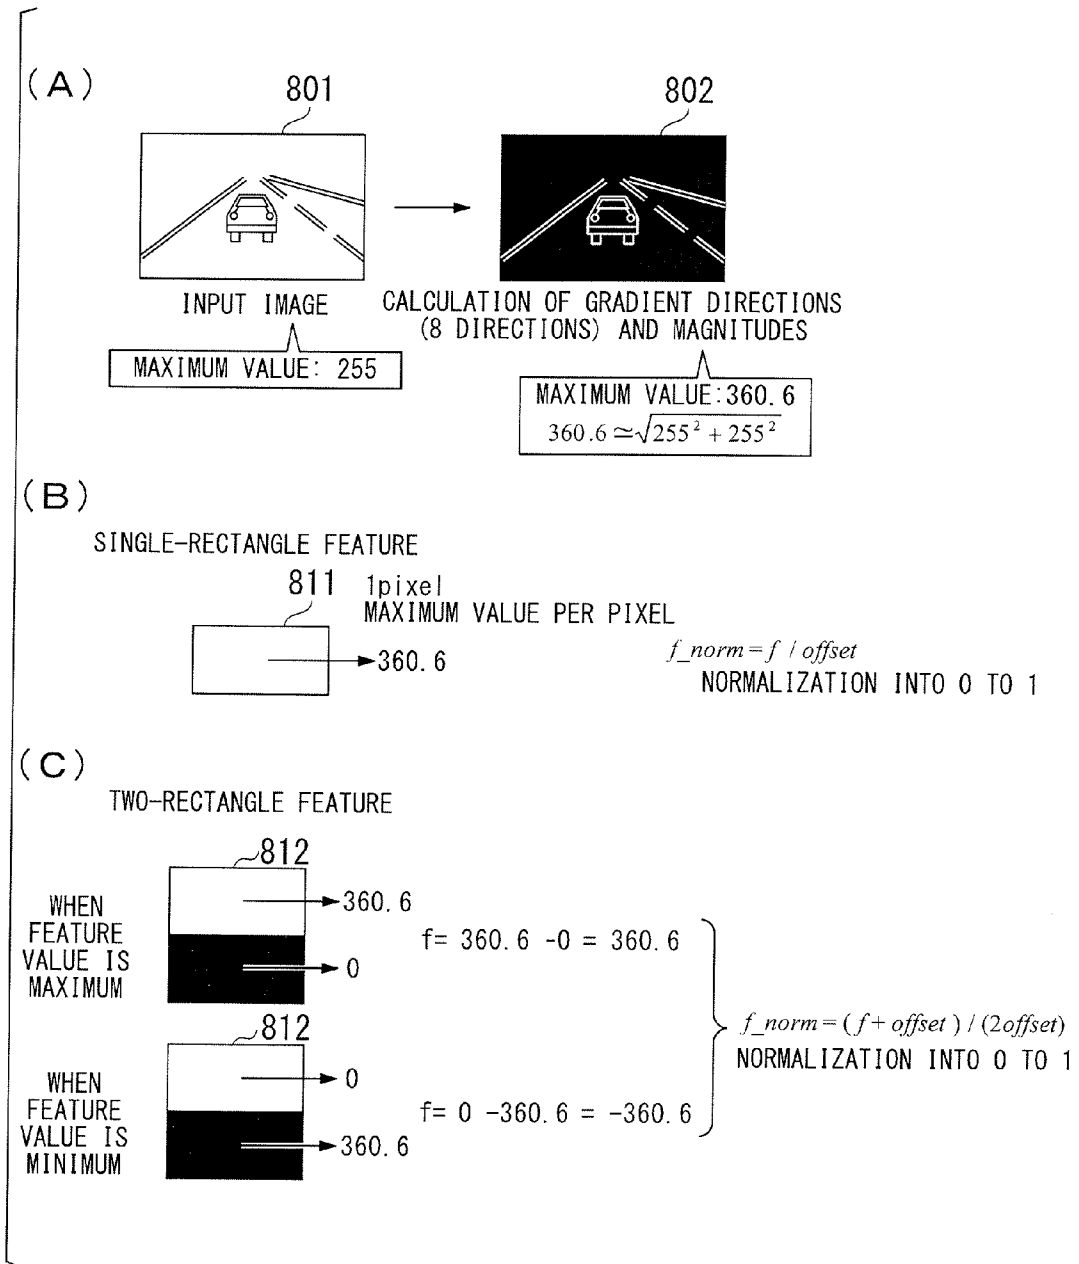 (A)
801
802
INPUT IMAGE
MAXIMUM VALUE: 255
CALCULATION OF GRADIENT DIRECTIONS
(8 DIRECTIONS) AND MAGNITUDES
MAXIMUM VALUE:360.6
360.6≃√255² + 255²
(B)
SINGLE-RECTANGLE FEATURE
811
1pixel
MAXIMUM VALUE PER PIXEL
360.6
f_norm = f / offset
NORMALIZATION INTO 0 TO 1
(C)
TWO-RECTANGLE FEATURE
812
WHEN
FEATURE
VALUE IS
MAXIMUM
360.6
0
f= 360.6 -0 = 360.6
812
WHEN
FEATURE
VALUE IS
MINIMUM
0
360.6
f= 0 -360.6 = -360.6
f_norm = (f+ offset ) / (2offset)
NORMALIZATION INTO 0 TO 1